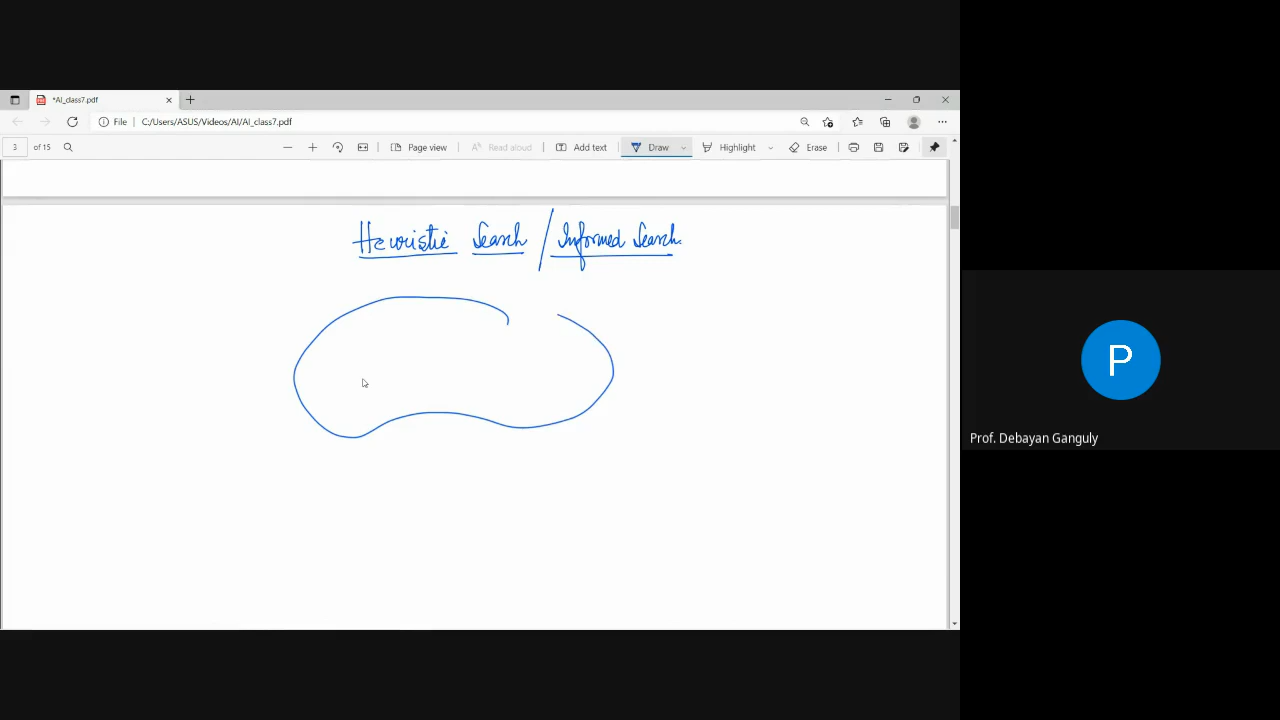 *AI_class7.pdf
File C:/Users/ASUS/Videos/AI/AI_class7.pdf
3 of 15 Page view Read aloud Add text Draw Highlight Erase
Heuristic Search / Informed Search.
P
Prof. Debayan Ganguly